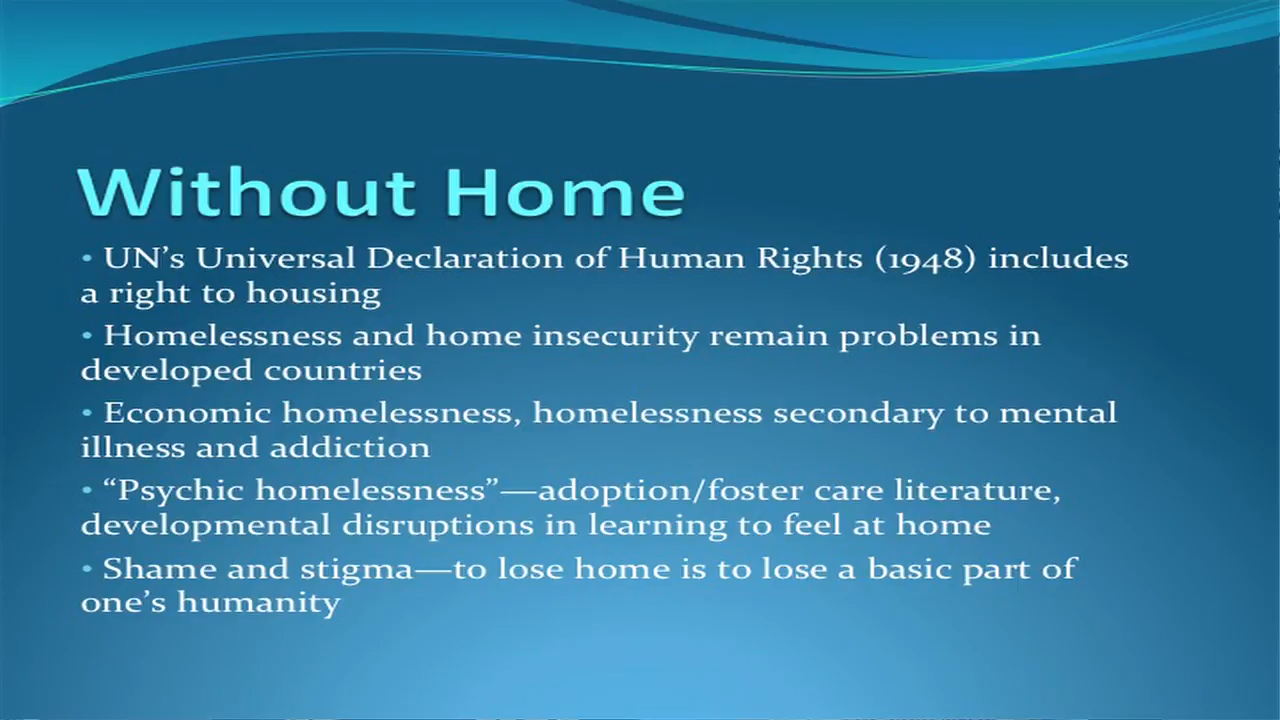 Without Home
• UN’s Universal Declaration of Human Rights (1948) includes
a right to housing
• Homelessness and home insecurity remain problems in
developed countries
• Economic homelessness, homelessness secondary to mental
illness and addiction
• “Psychic homelessness”—adoption/foster care literature,
developmental disruptions in learning to feel at home
• Shame and stigma—to lose home is to lose a basic part of
one’s humanity